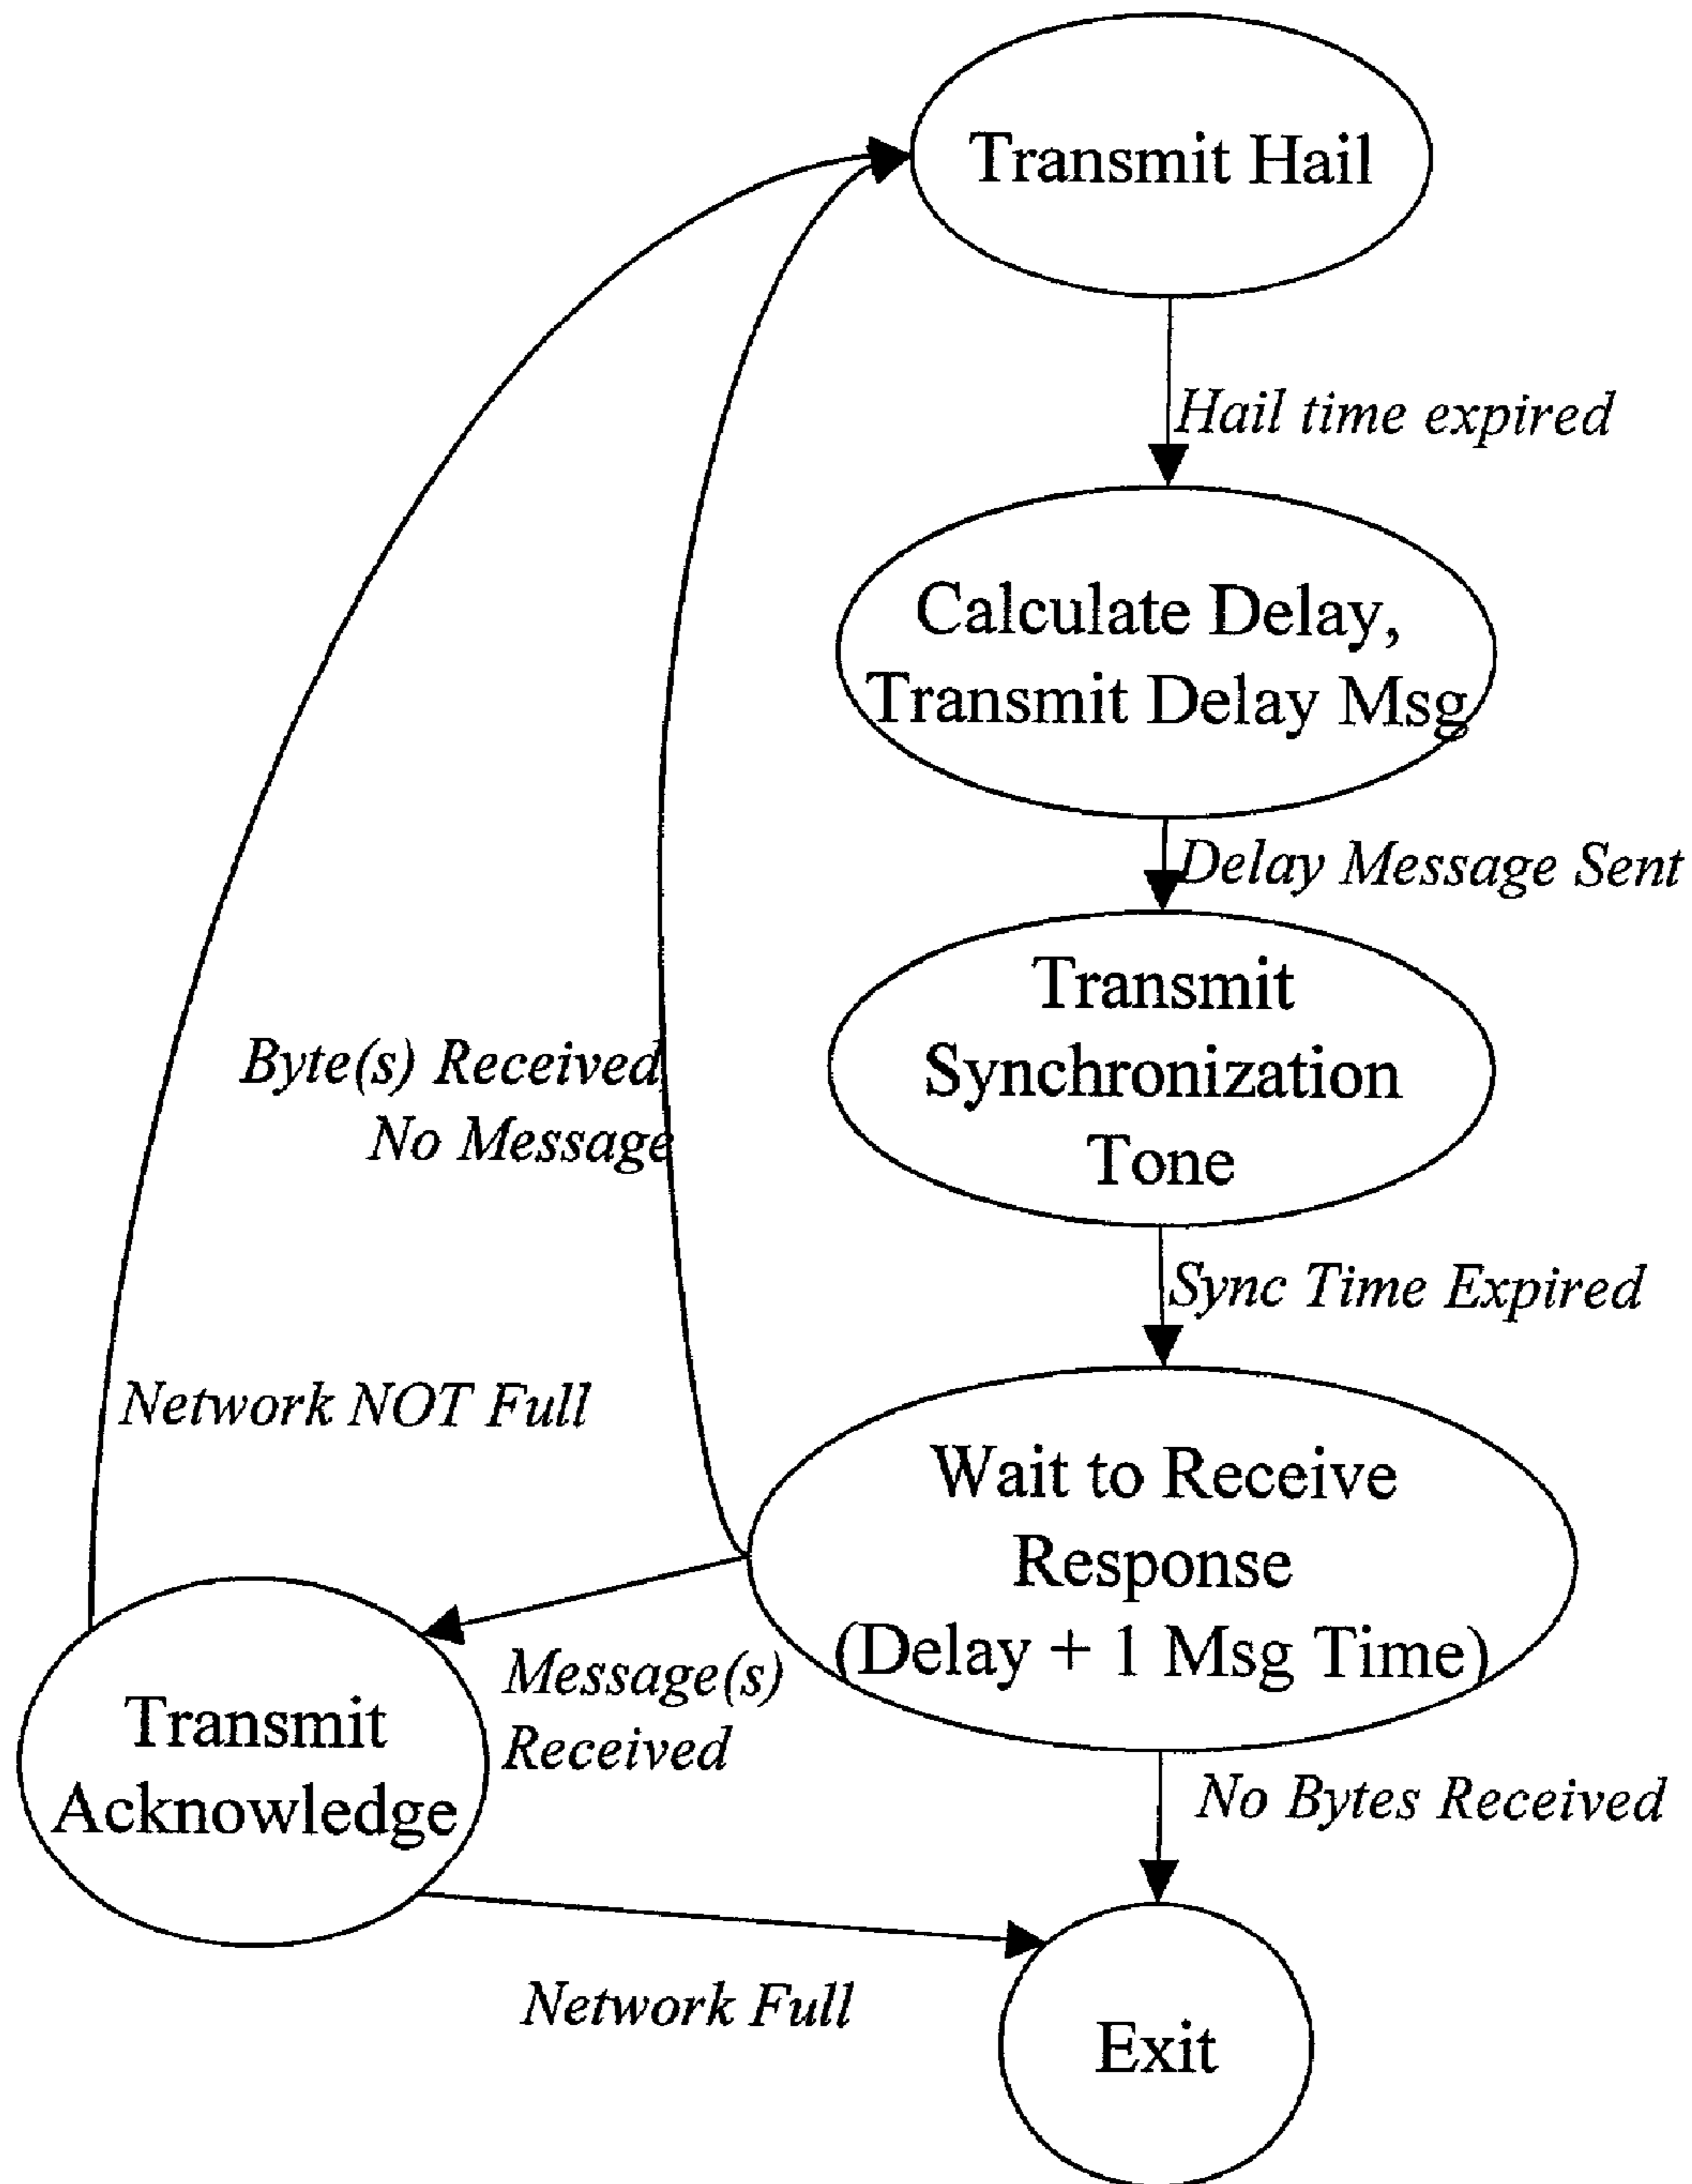 Transmit Hail
Hail time expired
Calculate Delay,
Transmit Delay Msg
Delay Message Sent
Transmit
Synchronization
Tone
Byte(s) Received
No Message
Sync Time Expired
Network NOT Full
Wait to Receive
Response
(Delay + 1 Msg Time)
Message(s)
Received
Transmit
Acknowledge
No Bytes Received
Network Full
Exit